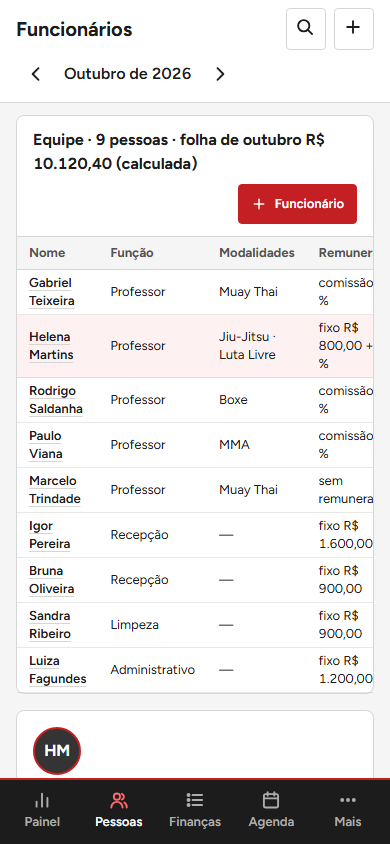 Funcionários
Outubro de 2026
Equipe · 9 pessoas · folha de outubro R$
10.120,40 (calculada)
+ Funcionário
Nome Função Modalidades Remuner
Gabriel
Teixeira
Professor
Muay Thai
comissão
%
Helena
Martins
Professor
Jiu-Jitsu ·
Luta Livre
fixo R$
800,00 +
%
Rodrigo
Saldanha
Professor
Boxe
comissão
%
Paulo
Viana
Professor
MMA
comissão
%
Marcelo
Trindade
Professor
Muay Thai
sem
remunera
Igor
Pereira
Recepção
—
fixo R$
1.600,00
Bruna
Oliveira
Recepção
—
fixo R$
900,00
Sandra
Ribeiro
Limpeza
—
fixo R$
900,00
Luiza
Fagundes
Administrativo
—
fixo R$
1.200,00
HM
Painel Pessoas Finanças Agenda Mais